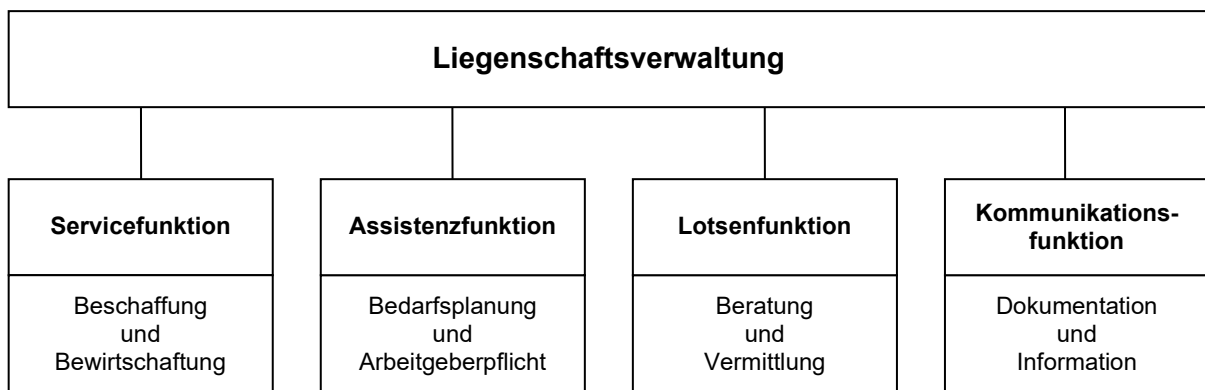 Liegenschaftsverwaltung
Servicefunktion
Beschaffung
und
Bewirtschaftung
Assistenzfunktion
Bedarfsplanung
und
Arbeitgeberpflicht
Lotsenfunktion
Beratung
und
Vermittlung
Kommunikations-
funktion
Dokumentation
und
Information